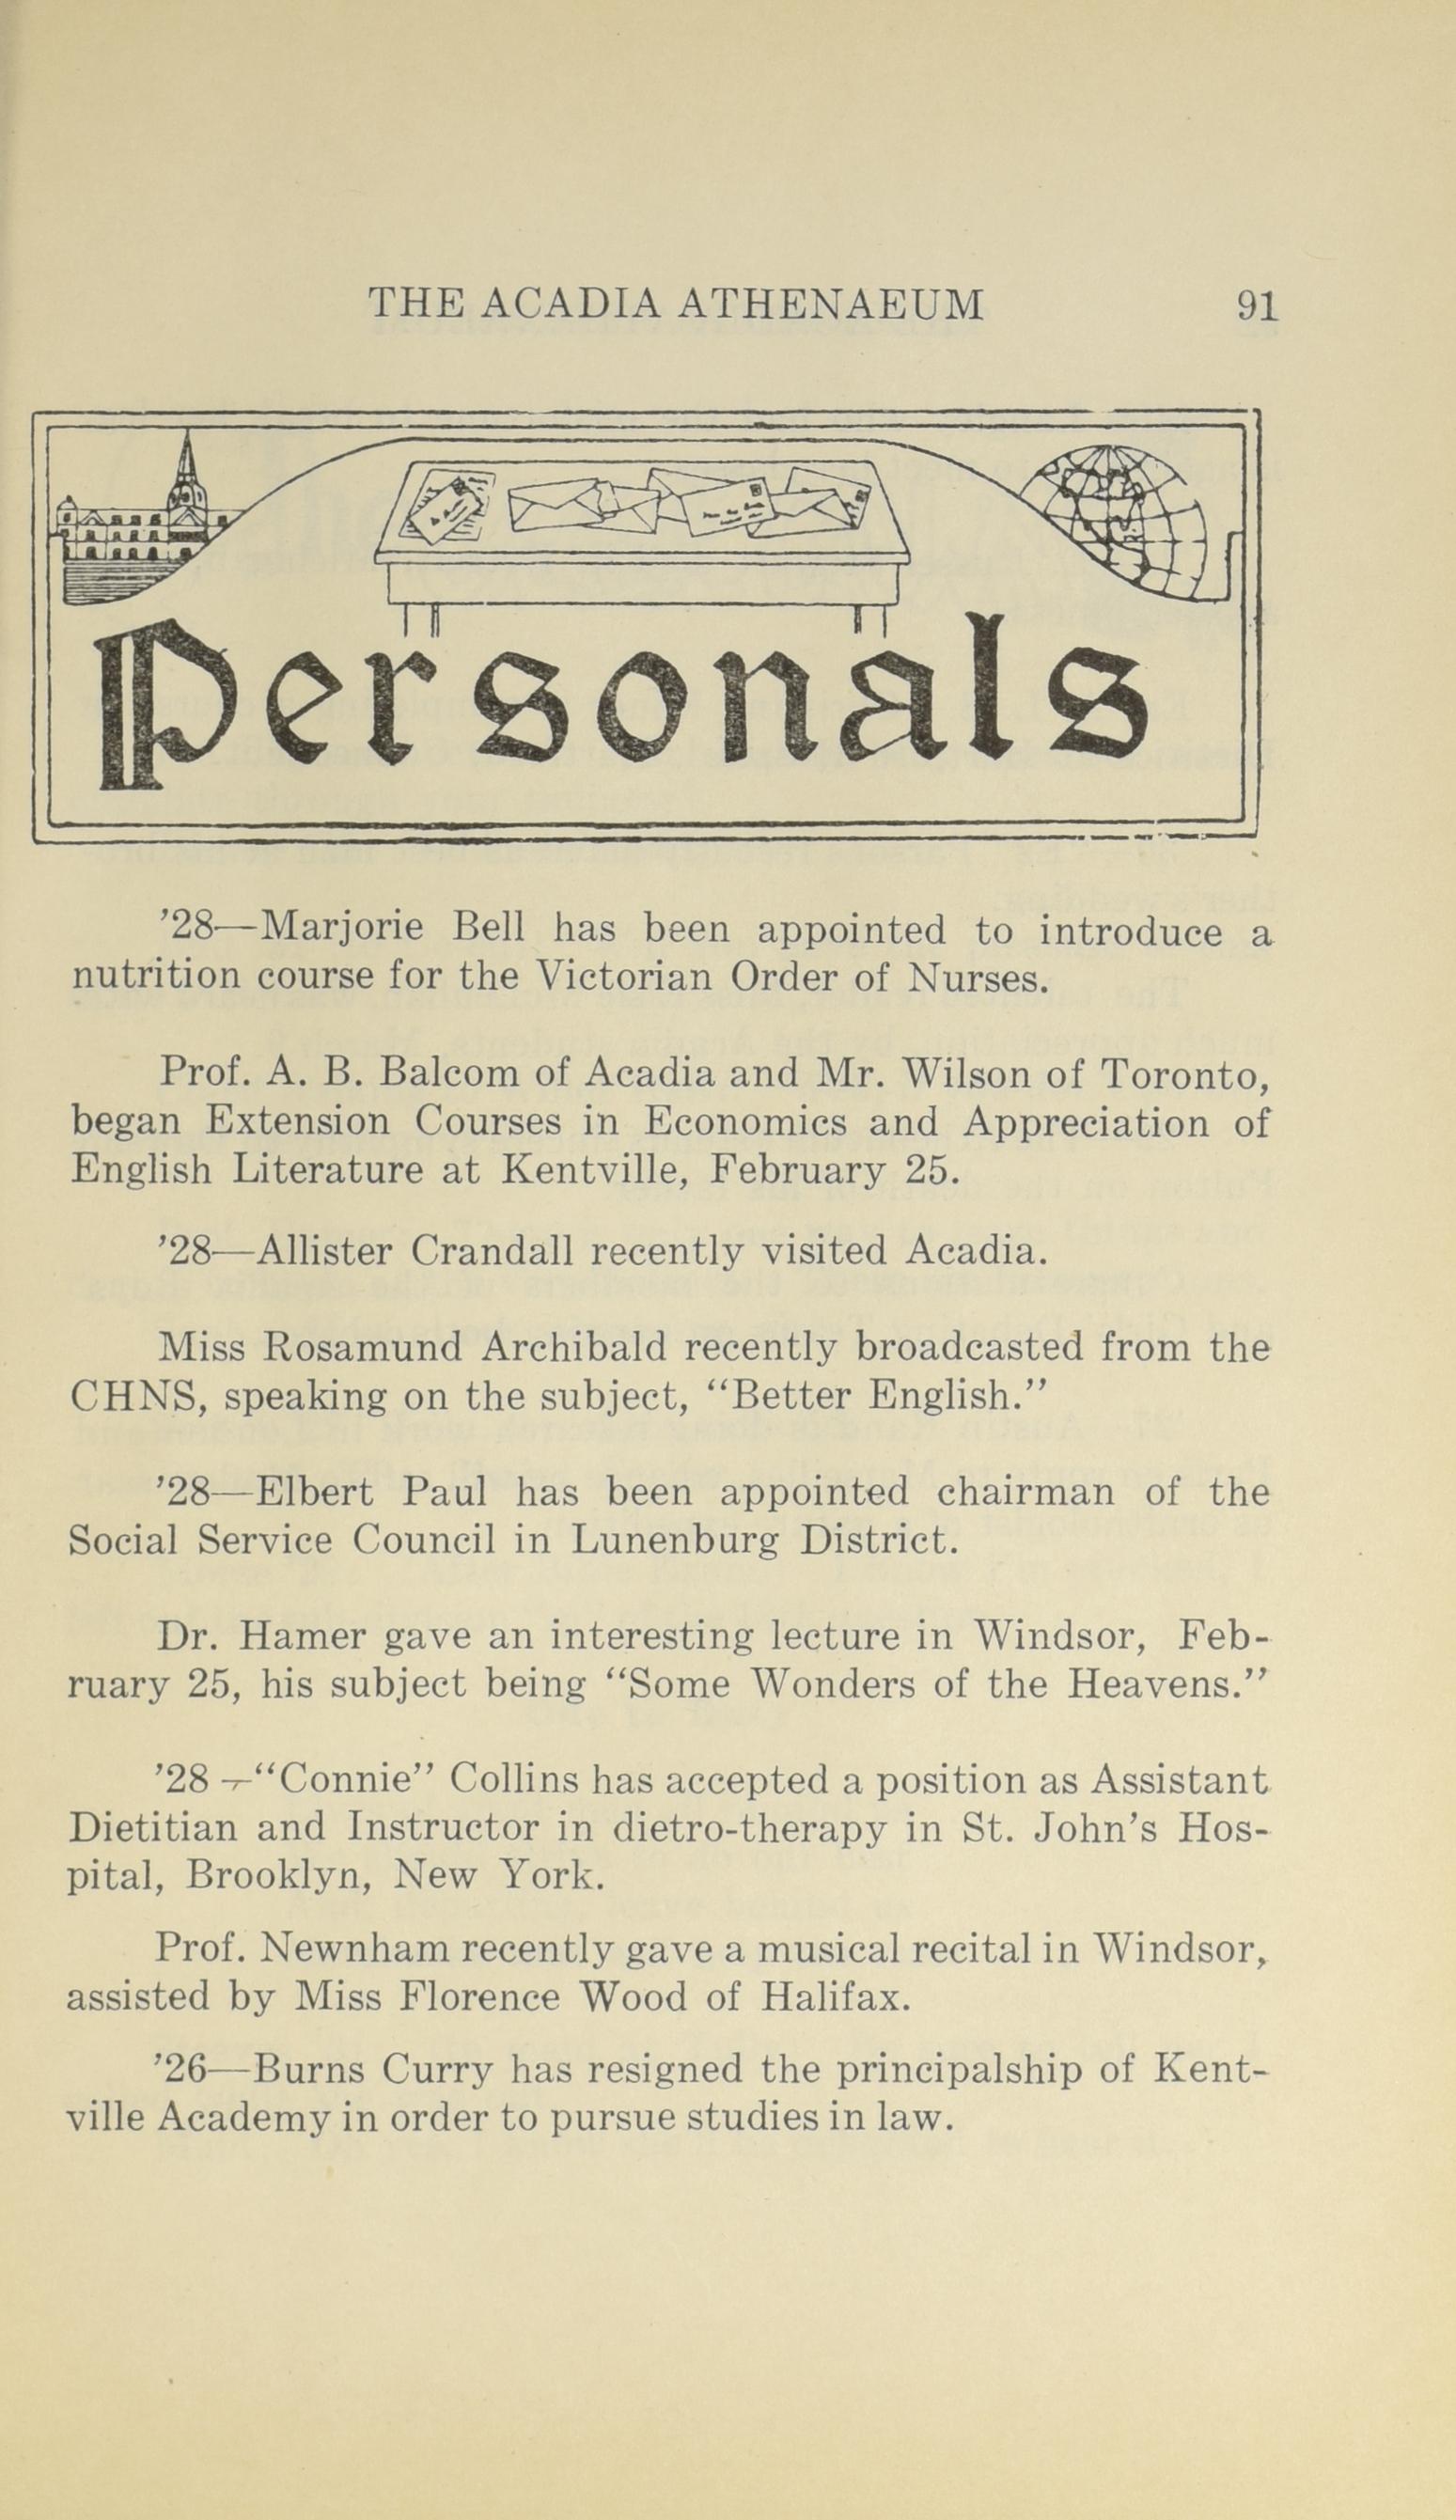 THE ACADIA ATHENAEUM 91
Personals
’28—Marjorie Bell has been appointed to introduce a
nutrition course for the Victorian Order of Nurses.
Prof. A. B. Balcom of Acadia and Mr. Wilson of Toronto,
began Extension Courses in Economics and Appreciation of
English Literature at Kentville, February 25.
’28—Allister Crandall recently visited Acadia.
Miss Rosamund Archibald recently broadcasted from the
CHNS, speaking on the subject, “Better English.”
’28—Elbert Paul has been appointed chairman of the
Social Service Council in Lunenburg District.
Dr. Hamer gave an interesting lecture in Windsor, Feb-
ruary 25, his subject being “Some Wonders of the Heavens.”
’28 —“Connie” Collins has accepted a position as Assistant
Dietitian and Instructor in dietro-therapy in St. John’s Hos-
pital, Brooklyn, New York.
Prof. Newnham recently gave a musical recital in Windsor,
assisted by Miss Florence Wood of Halifax.
’26—Burns Curry has resigned the principalship of Kent-
ville Academy in order to pursue studies in law.